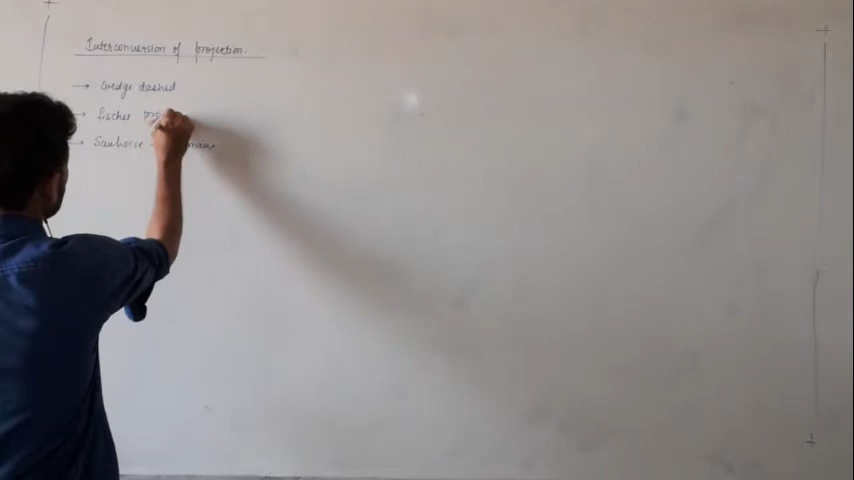 Interconversion of projection.
→ Wedge dashed
→ fischer
→ Sawhorse